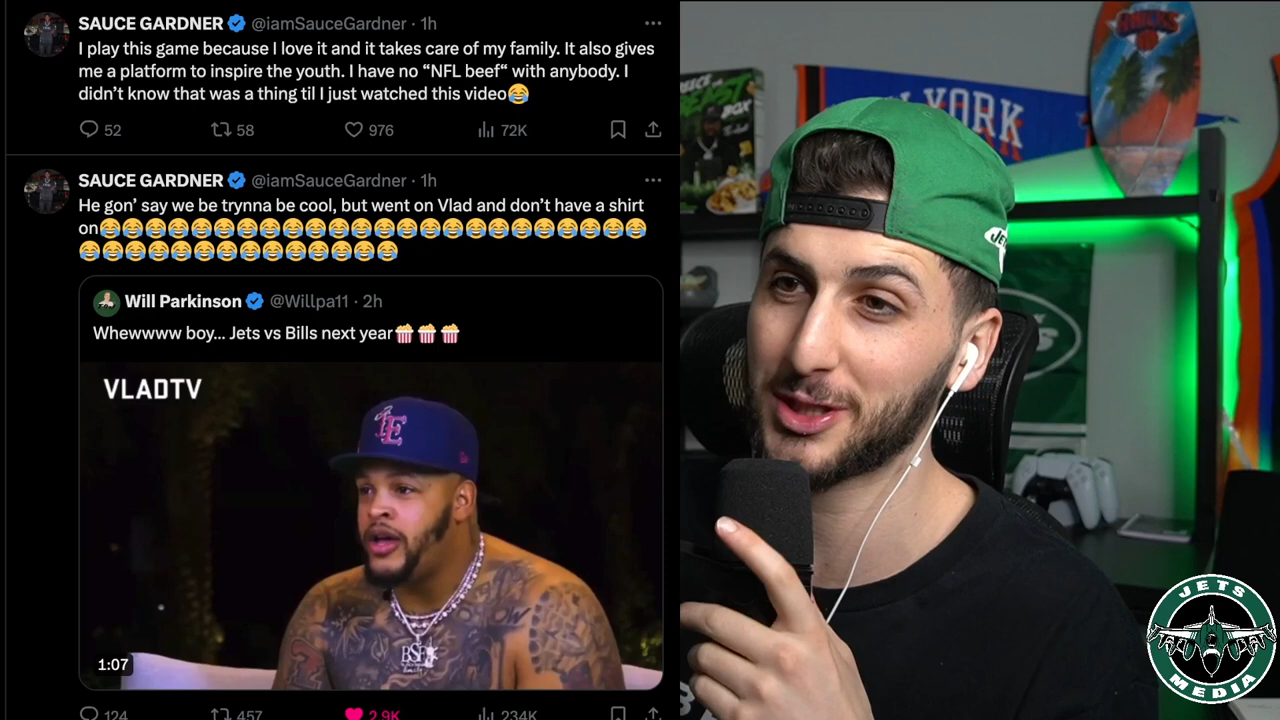 SAUCE GARDNER @iamSauceGardner · 1h
I play this game because I love it and it takes care of my family. It also gives
me a platform to inspire the youth. I have no “NFL beef“ with anybody. I
didn’t know that was a thing til I just watched this video😂
52 58 976 72K
SAUCE GARDNER @iamSauceGardner · 1h
He gon’ say we be trynna be cool, but went on Vlad and don’t have a shirt
on😂😂😂😂😂😂😂😂😂😂😂😂😂😂😂😂😂😂😂😂😂😂😂😂
😂😂😂😂😂😂😂😂😂😂😂😂😂😂
Will Parkinson @Willpa11 · 2h
Whewwww boy... Jets vs Bills next year🍿🍿🍿
VLADTV
BSF
1:07
124 457 2.9K 234K
KNICKS
YORK
BOX
JETS
MEDIA